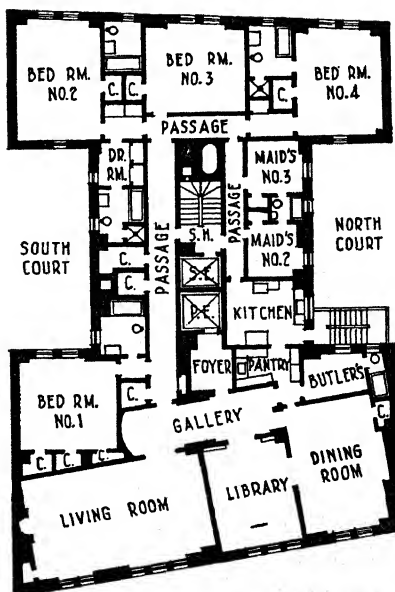 BED RM.
NO.2
C.
C.
BED RM.
NO.3
C.
BED RM.
NO.4
PASSAGE
DR.
RM.
MAID'S
NO.3
SOUTH
COURT
PASSAGE
S.H.
PASSAGE
MAID'S
NO.2
NORTH
COURT
C.
C.
S.E.
P.E.
KITCHEN
FOYER
PANTRY
BUTLER'S
BED RM.
NO.1
C.
C.
GALLERY
C.
C.
C.
LIVING ROOM
LIBRARY
DINING
ROOM